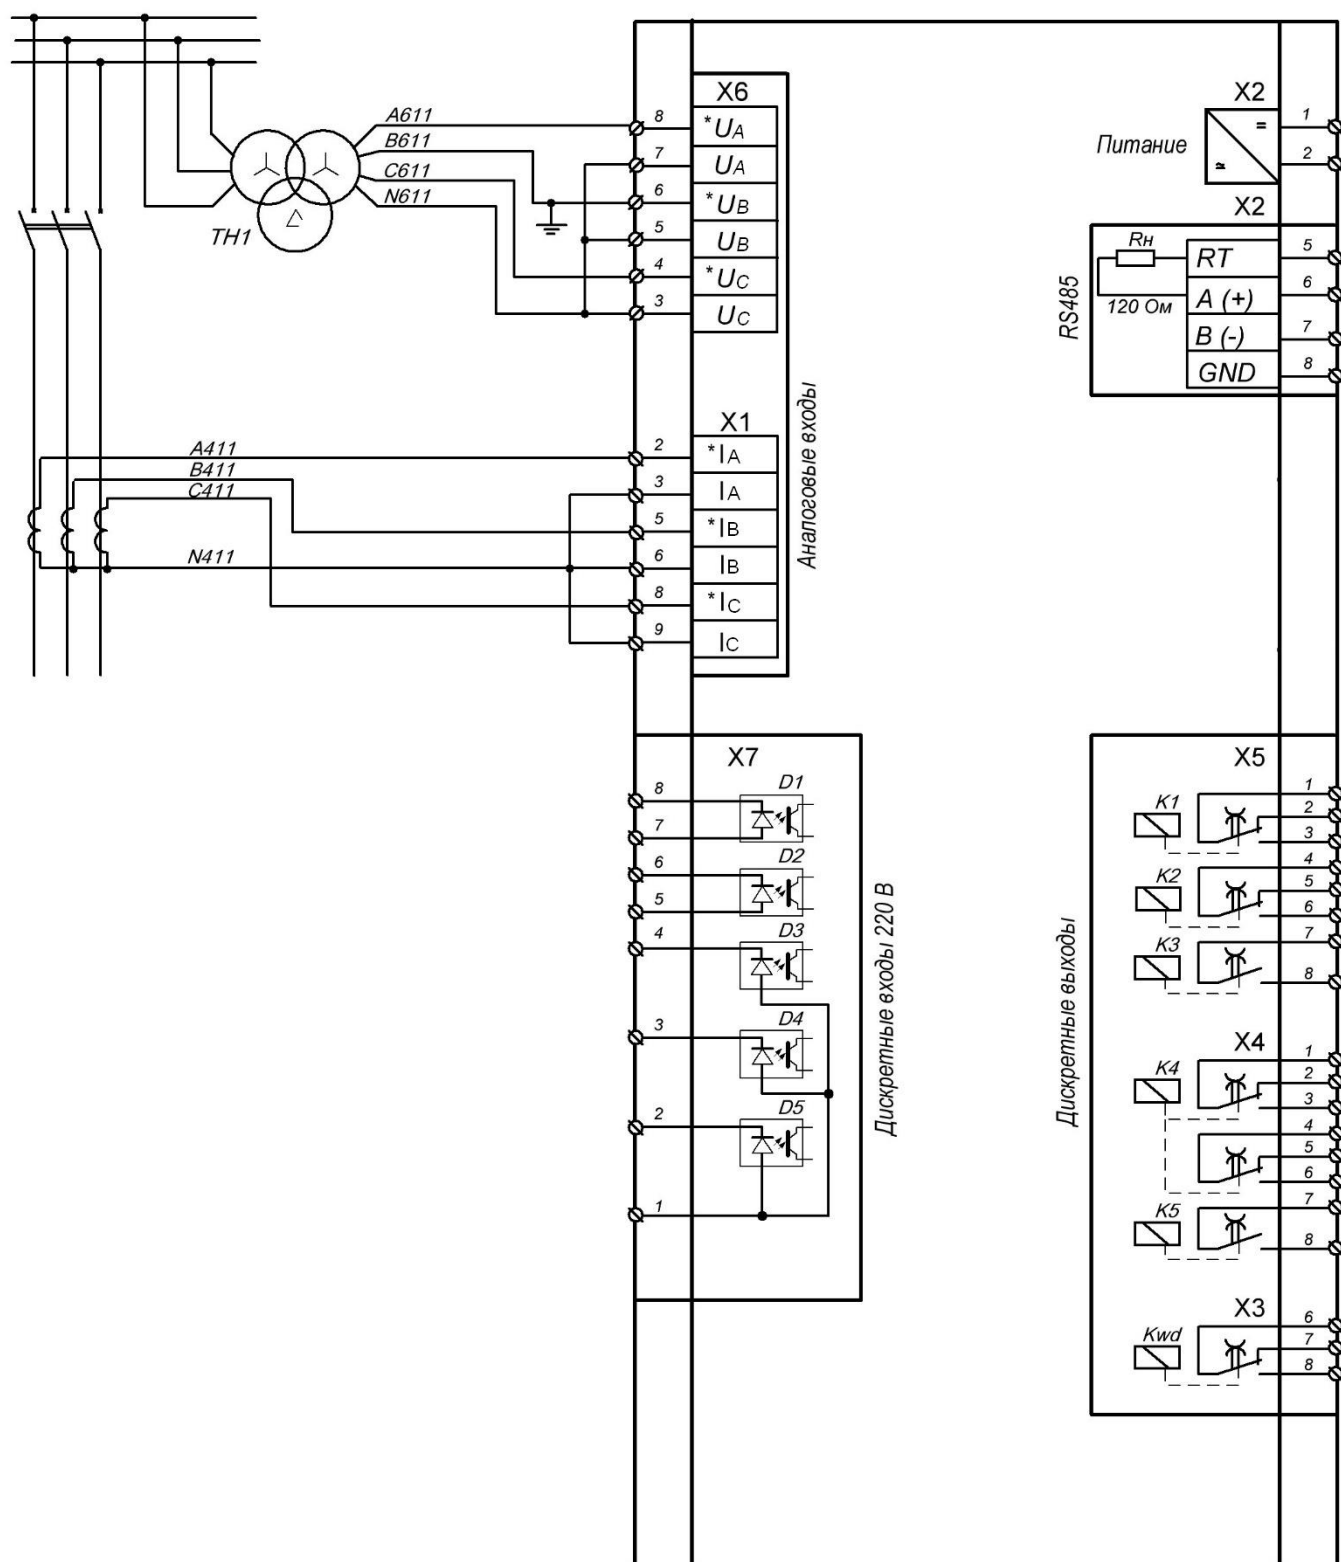 A611
B611
C611
N611
ТН1
X6
8 *UA
7 UA
6 *UB
5 UB
4 *UC
3 UC
A411
B411
C411
N411
X1
2 *IA
3 IA
5 *IB
6 IB
8 *IC
9 IC
Аналоговые входы
X7
D1
8
7
D2
6
5
D3
4
D4
3
D5
2
1
Дискретные входы 220 В
X2
Питание
=
≃
1
2
X2
RS485
Rн
120 Ом
RT 5
A (+) 6
B (-) 7
GND 8
Дискретные выходы
X5
K1
1
2
3
K2
4
5
6
K3
7
8
X4
K4
1
2
3
4
5
6
K5
7
8
X3
Kwd
6
7
8